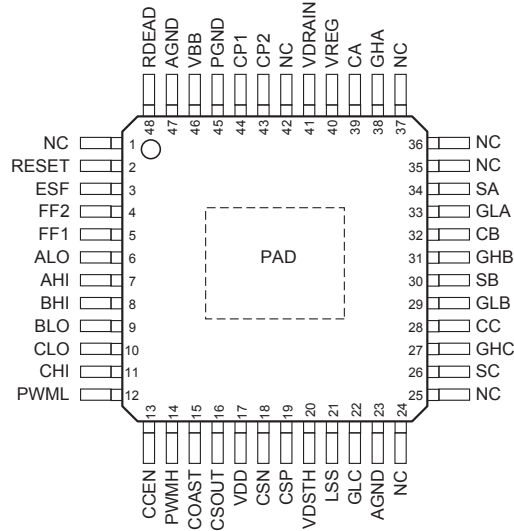 RDEAD AGND VBB PGND CP1 CP2 NC VDRAIN VREG CA GHA NC
48 47 46 45 44 43 42 41 40 39 38 37
NC 1 36 NC
RESET 2 35 NC
ESF 3 34 SA
FF2 4 33 GLA
FF1 5 32 CB
ALO 6 PAD 31 GHB
AHI 7 30 SB
BHI 8 29 GLB
BLO 9 28 CC
CLO 10 27 GHC
CHI 11 26 SC
PWML 12 25 NC
13 14 15 16 17 18 19 20 21 22 23 24
CCEN PWMH COAST CSOUT VDD CSN CSP VDSTH LSS GLC AGND NC